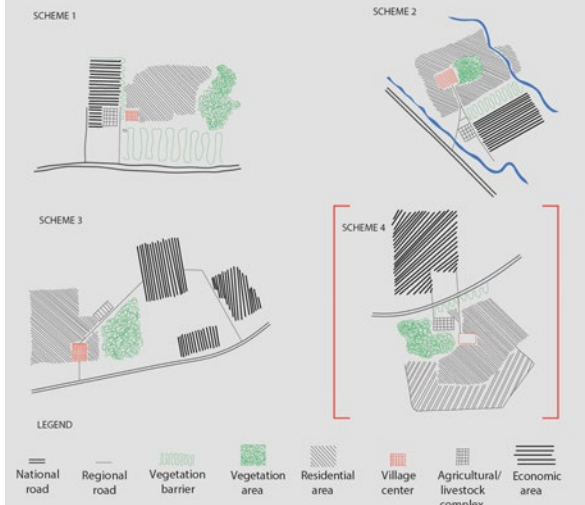 SCHEME 1
SCHEME 2
SCHEME 3
SCHEME 4
LEGEND
National
road
Regional
road
Vegetation
barrier
Vegetation
area
Residential
area
Village
center
Agricultural/
livestock
complex
Economic
area